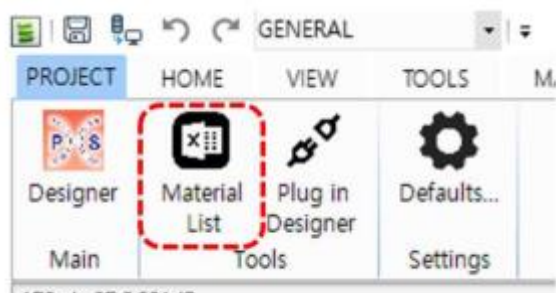 GENERAL
PROJECT HOME VIEW TOOLS
P S
Designer Material List Plug in Designer Defaults...
Main Tools Settings